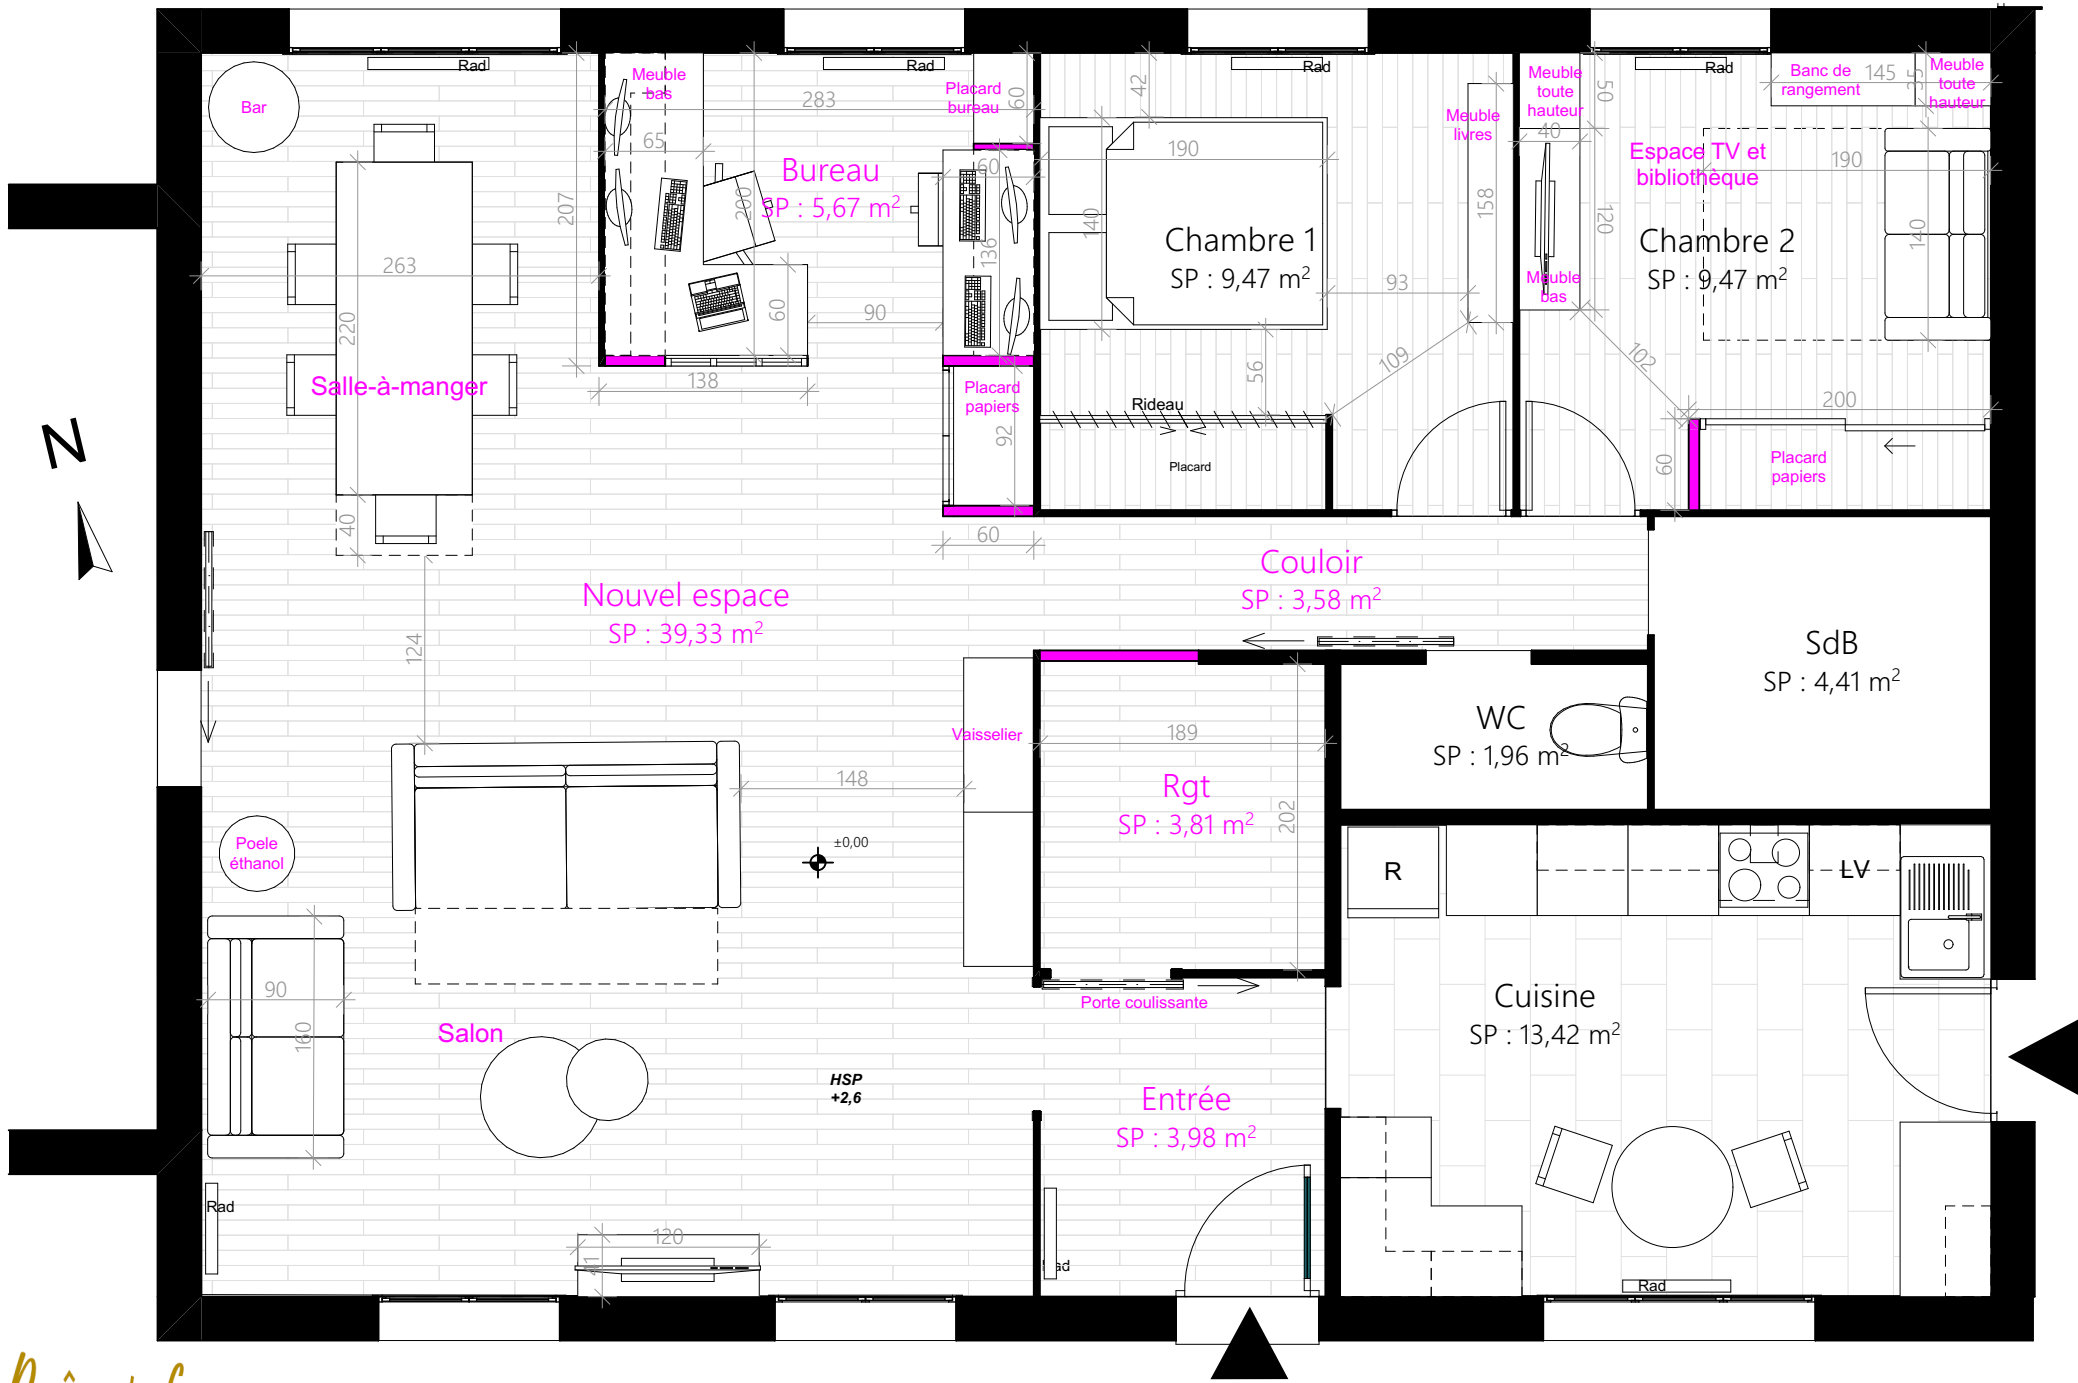 Rad
Rad
Rad
Rad
Bar
Meuble
bas
283
Placard
bureau
60
42
Meuble
livres
Meuble
toute
hauteur
50
Banc de
rangement
145
35
Meuble
toute
hauteur
65
60
190
40
Espace TV et
bibliothèque
190
Bureau
SP : 5,67 m²
200
207
136
140
158
120
140
Chambre 1
SP : 9,47 m²
Chambre 2
SP : 9,47 m²
263
93
Meuble
bas
220
60
90
109
102
56
138
Salle-à-manger
Placard
papiers
92
Rideau
Placard
200
60
Placard
papiers
N
40
60
Couloir
SP : 3,58 m²
Nouvel espace
SP : 39,33 m²
124
SdB
SP : 4,41 m²
WC
SP : 1,96 m²
Vaisselier
189
148
Rgt
SP : 3,81 m²
202
±0,00
Poele
éthanol
R
LV
90
160
Salon
Porte coulissante
Cuisine
SP : 13,42 m²
HSP
+2,6
Entrée
SP : 3,98 m²
Rad
120
41
Rad
Rad